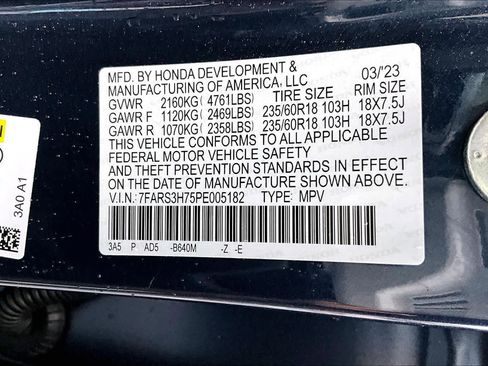 MFD. BY HONDA DEVELOPMENT &
MANUFACTURING OF AMERICA, LLC 03/'23
GVWR 2160KG(4761LBS) TIRE SIZE RIM SIZE
GAWR F 1120KG(2469LBS) 235/60R18 103H 18X7.5J
GAWR R 1070KG(2358LBS) 235/60R18 103H 18X7.5J
THIS VEHICLE CONFORMS TO ALL APPLICABLE
FEDERAL MOTOR VEHICLE SAFETY
AND THEFT PREVENTION STANDARDS IN EFFECT
ON THE DATE OF MANUFACTURE SHOWN ABOVE.
V.I.N.: 7FARS3H75PE005182 TYPE: MPV
3A5 P AD5 -B640M -Z -E
3A0 A1